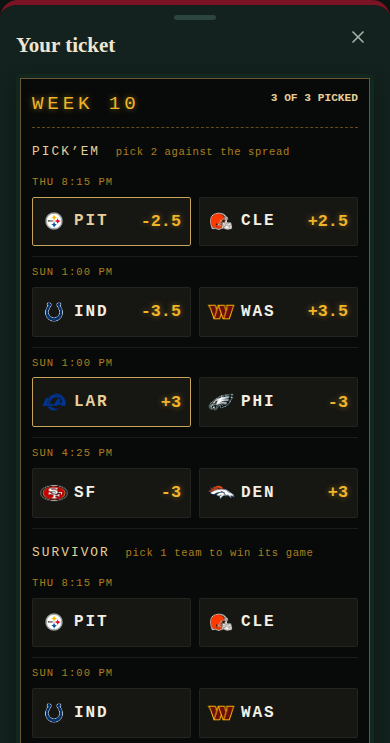 Your ticket
WEEK 10
3 OF 3 PICKED
PICK'EM pick 2 against the spread
THU 8:15 PM
PIT -2.5 CLE +2.5
SUN 1:00 PM
IND -3.5 WAS +3.5
SUN 1:00 PM
LAR +3 PHI -3
SUN 4:25 PM
SF -3 DEN +3
SURVIVOR pick 1 team to win its game
THU 8:15 PM
PIT CLE
SUN 1:00 PM
IND WAS